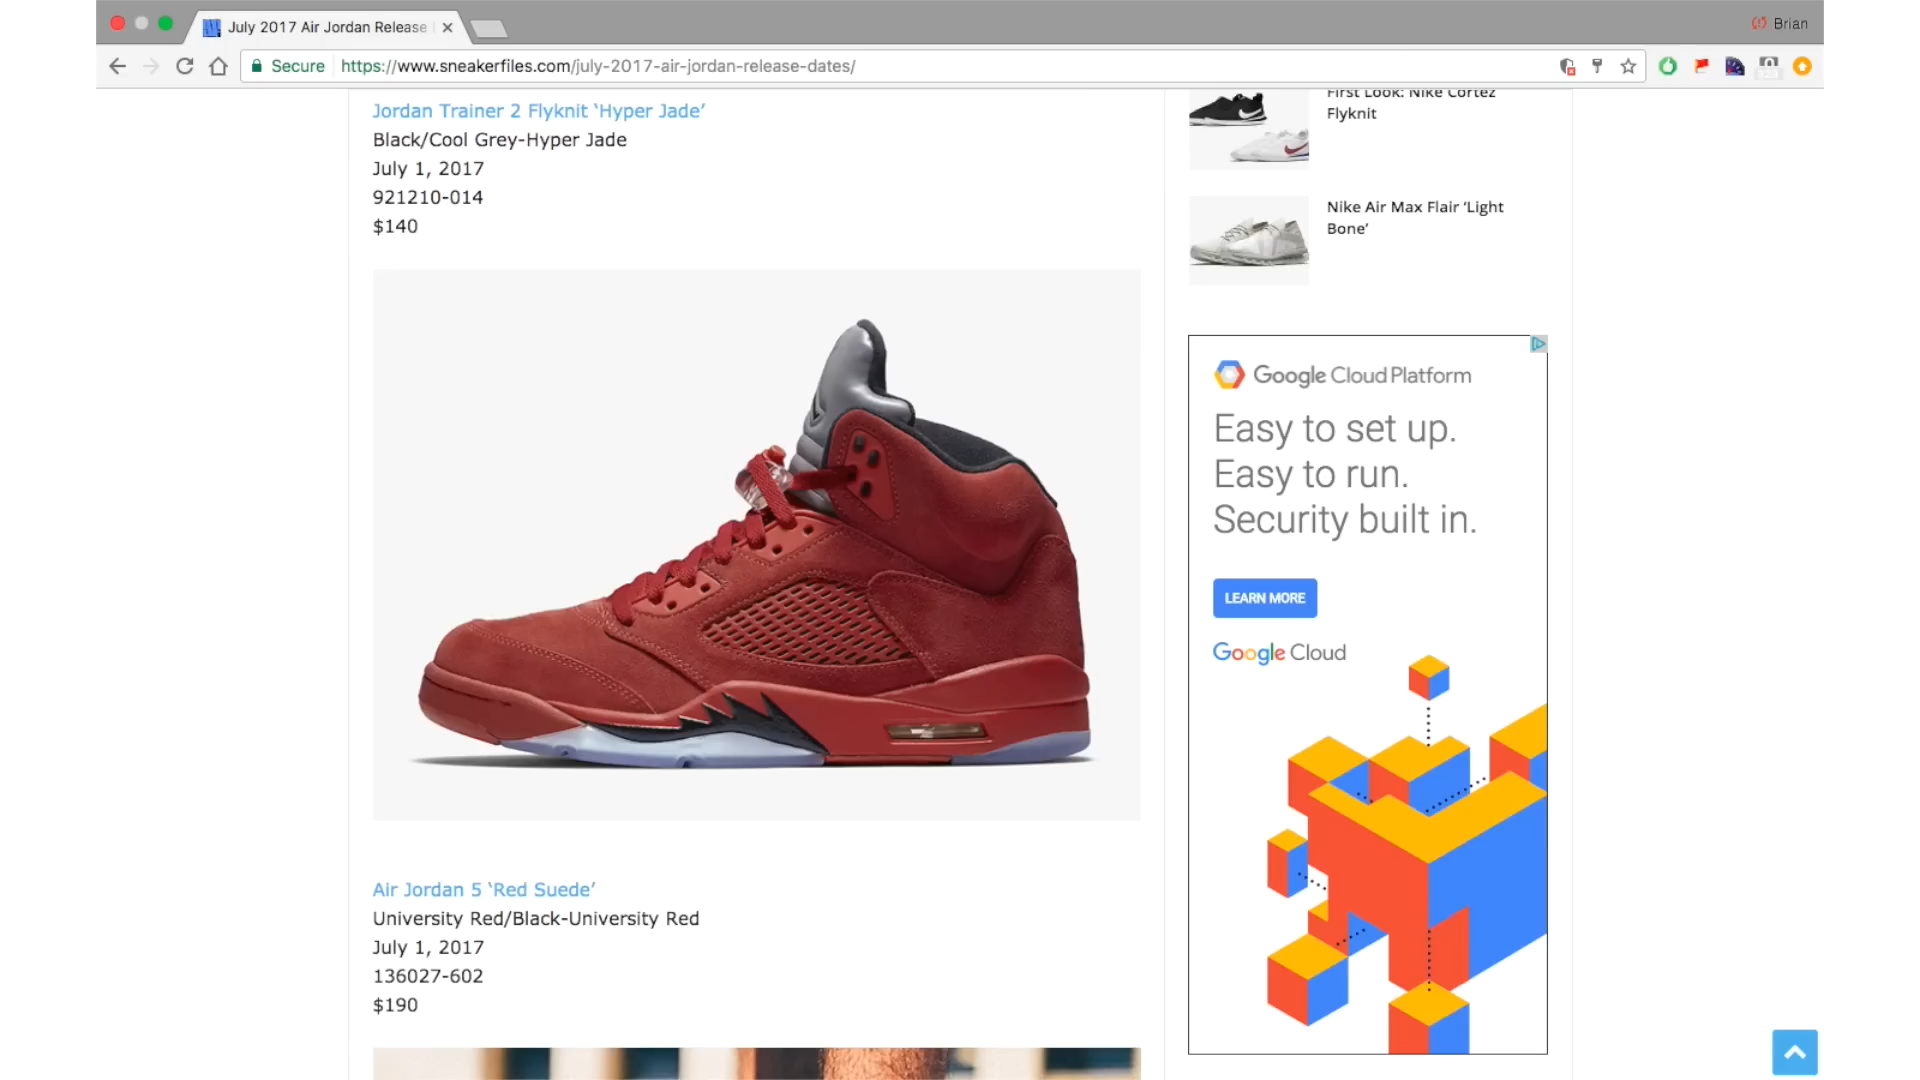 July 2017 Air Jordan Release
Brian
Secure
https://www.sneakerfiles.com/july-2017-air-jordan-release-dates/
Jordan Trainer 2 Flyknit ‘Hyper Jade’
Black/Cool Grey-Hyper Jade
July 1, 2017
921210-014
$140
First Look: Nike Cortez
Flyknit
Nike Air Max Flair ‘Light
Bone’
Google Cloud Platform
Easy to set up.
Easy to run.
Security built in.
LEARN MORE
Google Cloud
Air Jordan 5 ‘Red Suede’
University Red/Black-University Red
July 1, 2017
136027-602
$190